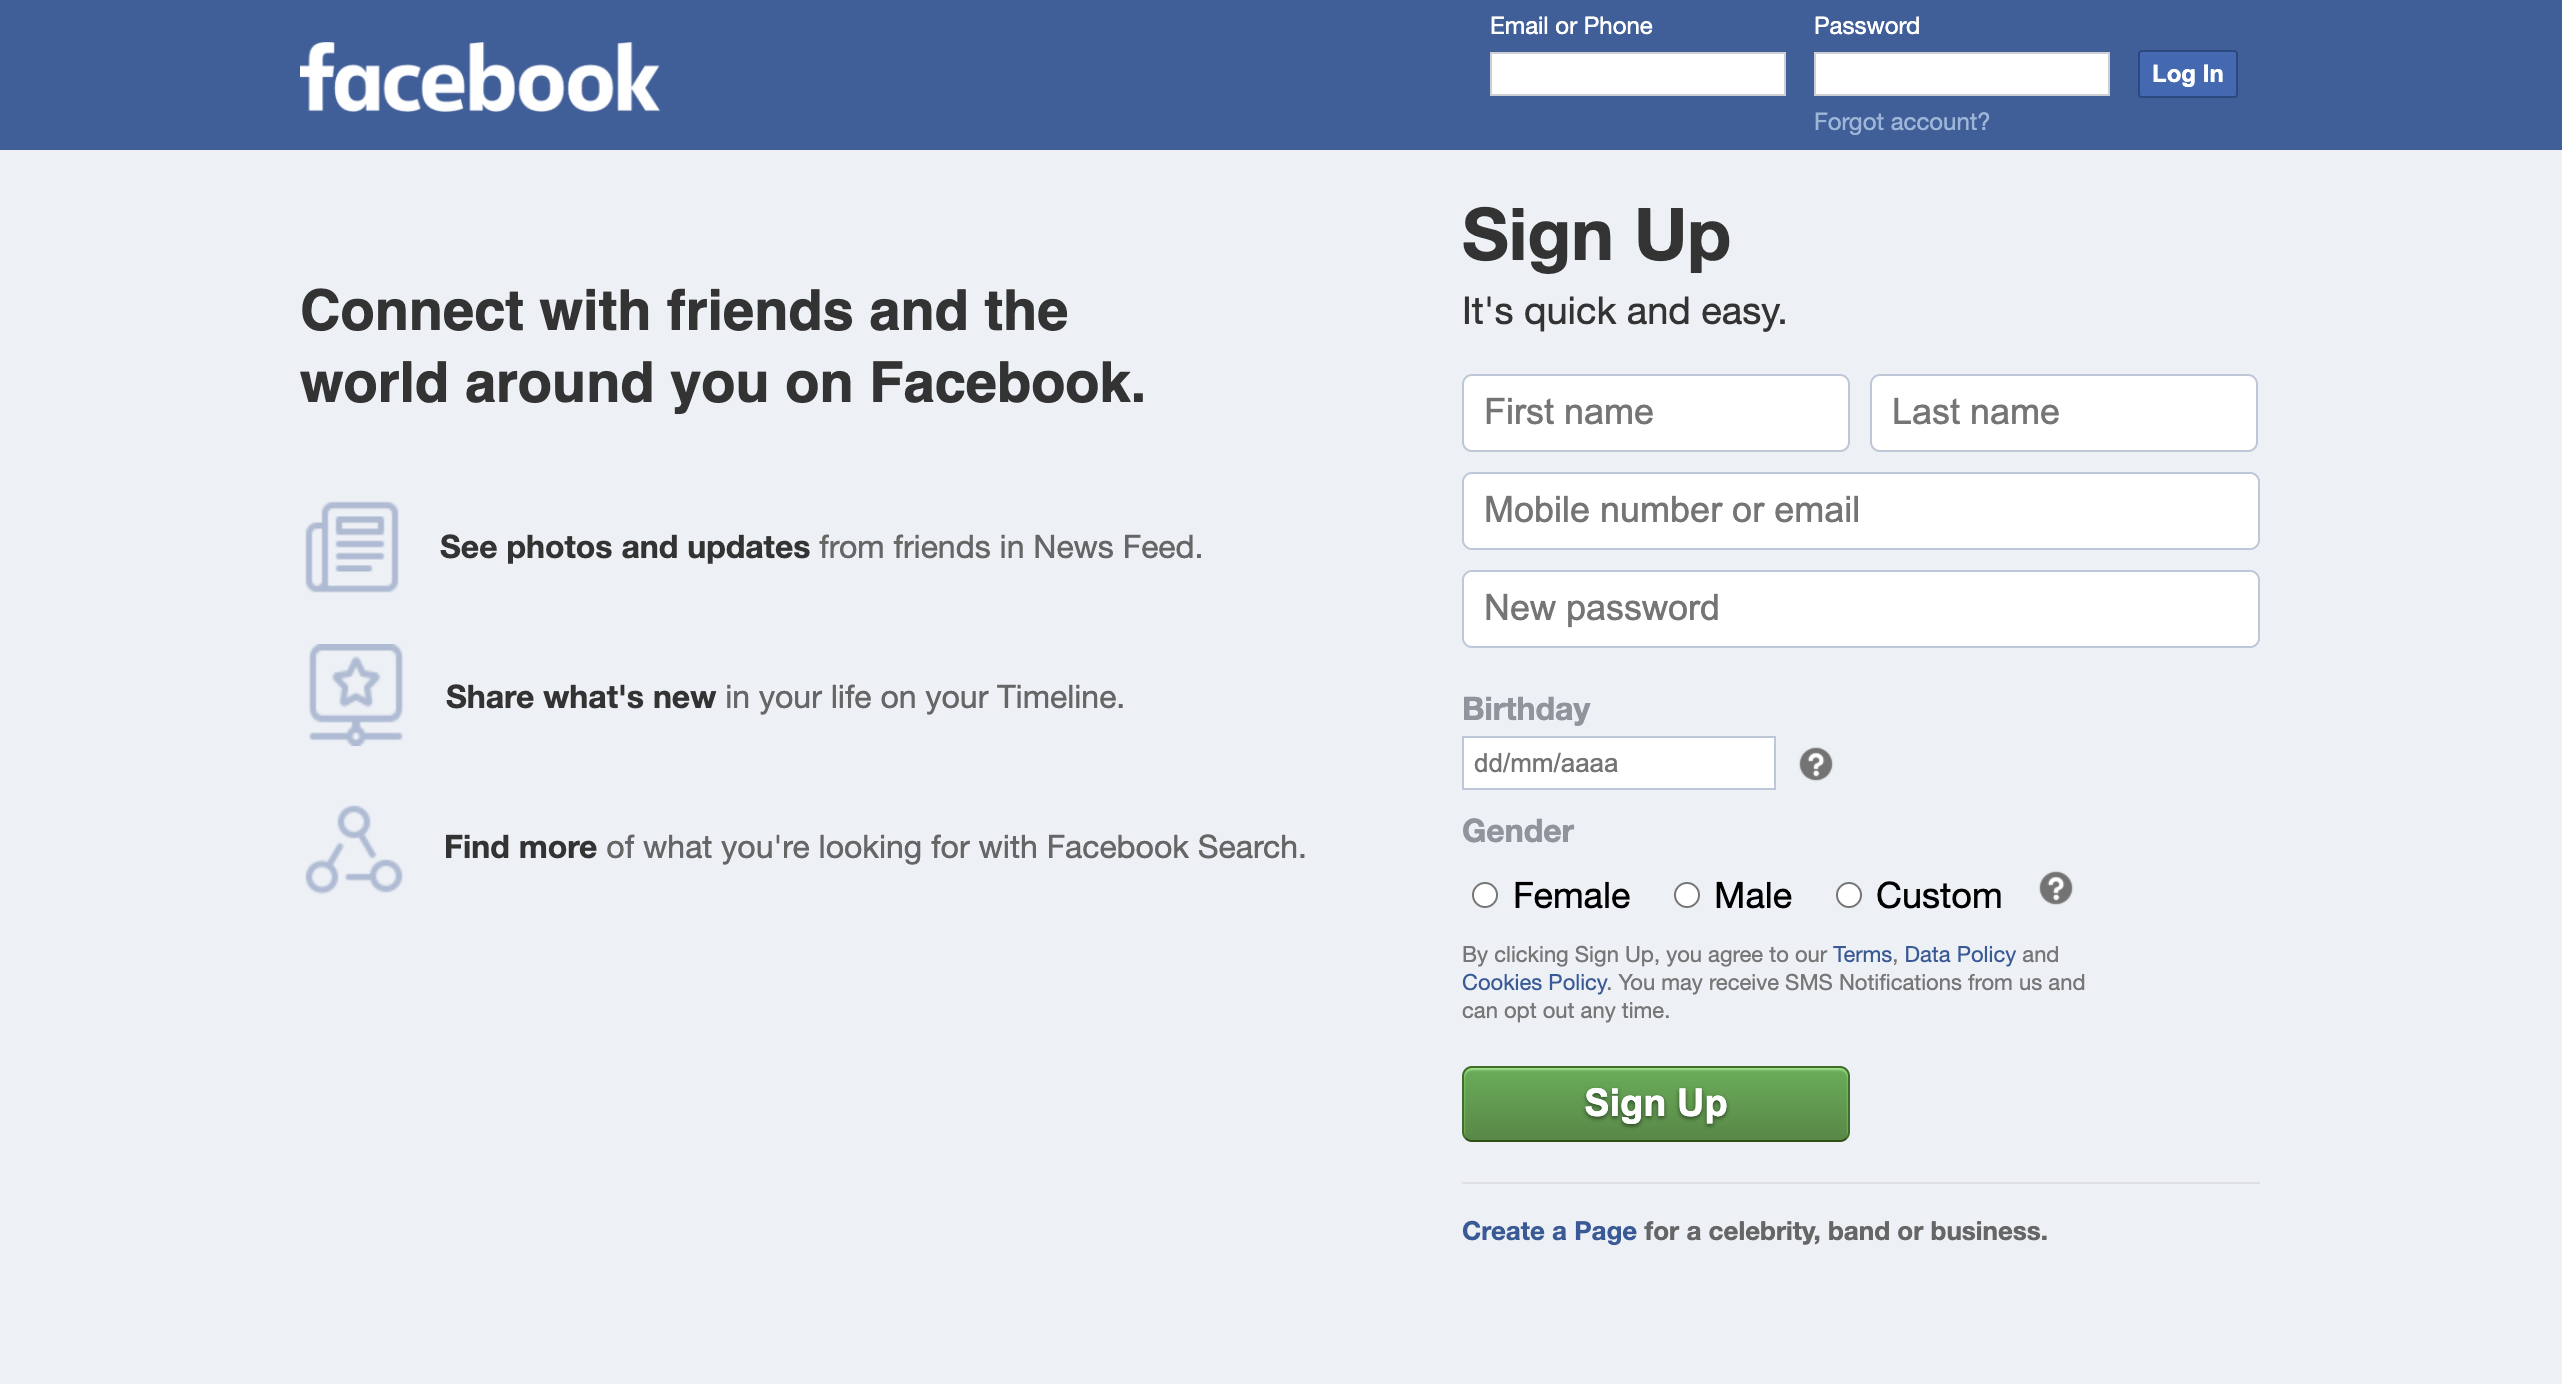 facebook
Email or Phone
Password
Log In
Forgot account?
Connect with friends and the
world around you on Facebook.
See photos and updates from friends in News Feed.
Share what's new in your life on your Timeline.
Find more of what you're looking for with Facebook Search.
Sign Up
It's quick and easy.
First name
Last name
Mobile number or email
New password
Birthday
dd/mm/aaaa
?
Gender
Female
Male
Custom
?
By clicking Sign Up, you agree to our Terms, Data Policy and
Cookies Policy. You may receive SMS Notifications from us and
can opt out any time.
Sign Up
Create a Page for a celebrity, band or business.